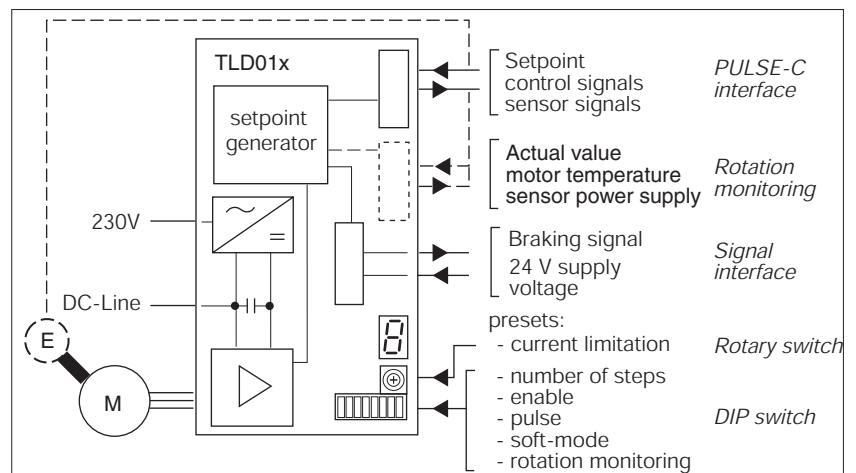 TLD01x
setpoint
generator
230V
DC-Line
E
M
8
Setpoint
control signals
sensor signals
PULSE-C
interface
Actual value
motor temperature
sensor power supply
Rotation
monitoring
Braking signal
24 V supply
voltage
Signal
interface
presets:
- current limitation
Rotary switch
- number of steps
- enable
- pulse
- soft-mode
- rotation monitoring
DIP switch